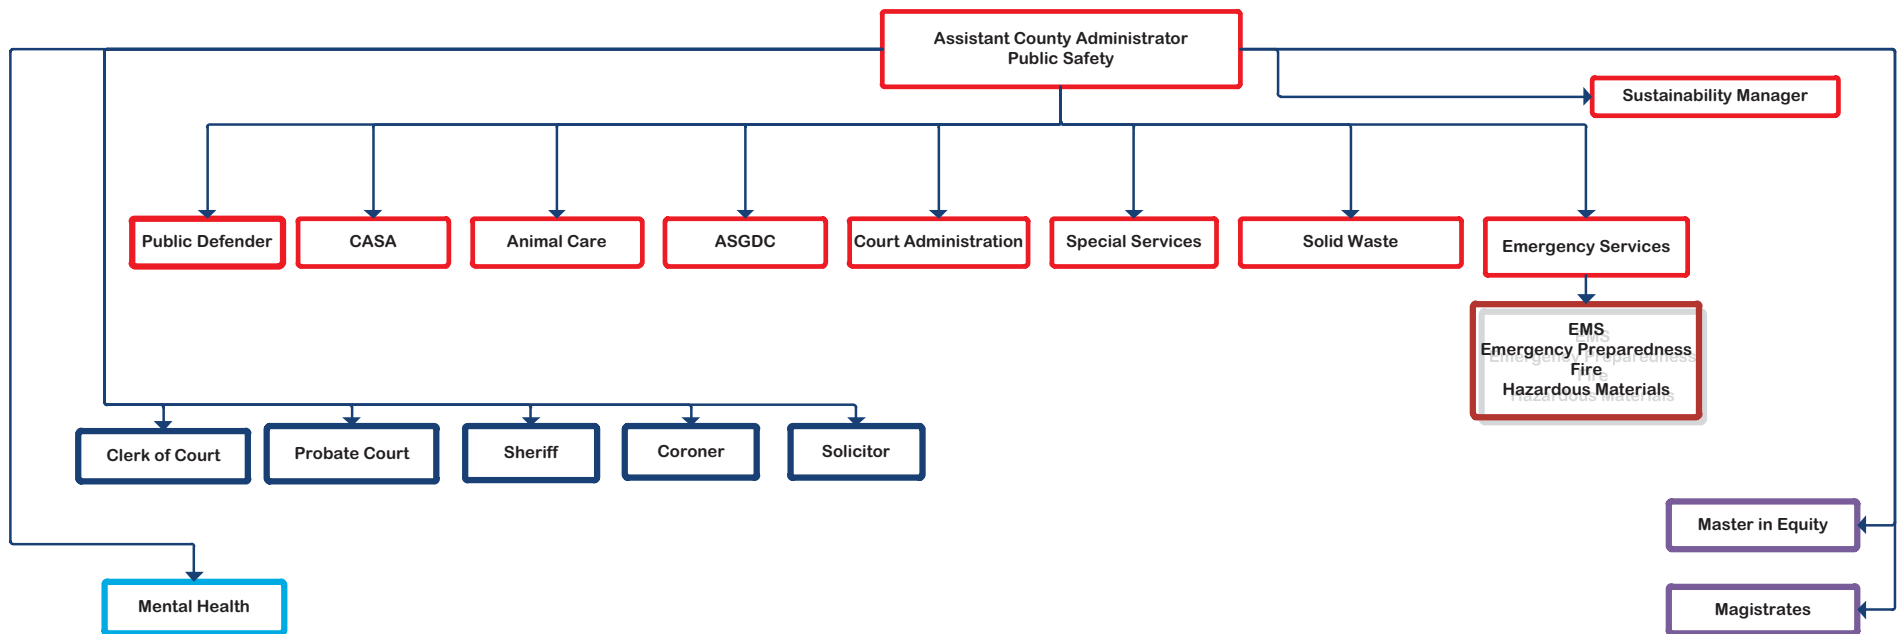 Assistant County Administrator
Public Safety
Sustainability Manager
Public Defender
CASA
Animal Care
ASGDC
Court Administration
Special Services
Solid Waste
Emergency Services
EMS
Emergency Preparedness
Fire
Hazardous Materials
Clerk of Court
Probate Court
Sheriff
Coroner
Solicitor
Master in Equity
Mental Health
Magistrates